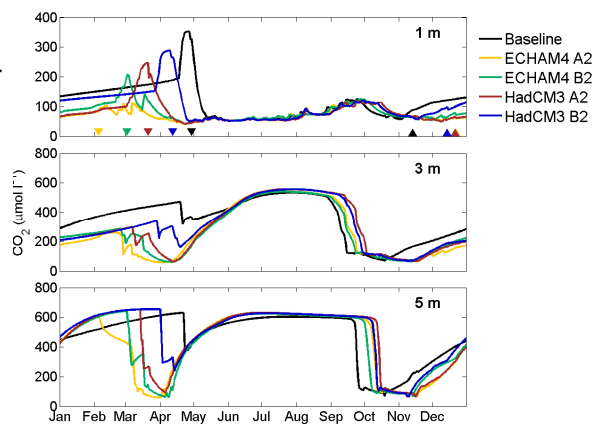 400
300
200
100
0
1 m
Baseline
ECHAM4 A2
ECHAM4 B2
HadCM3 A2
HadCM3 B2
800
600
400
200
0
3 m
CO2 (μmol l⁻¹)
800
600
400
200
0
5 m
Jan Feb Mar Apr May Jun Jul Aug Sep Oct Nov Dec